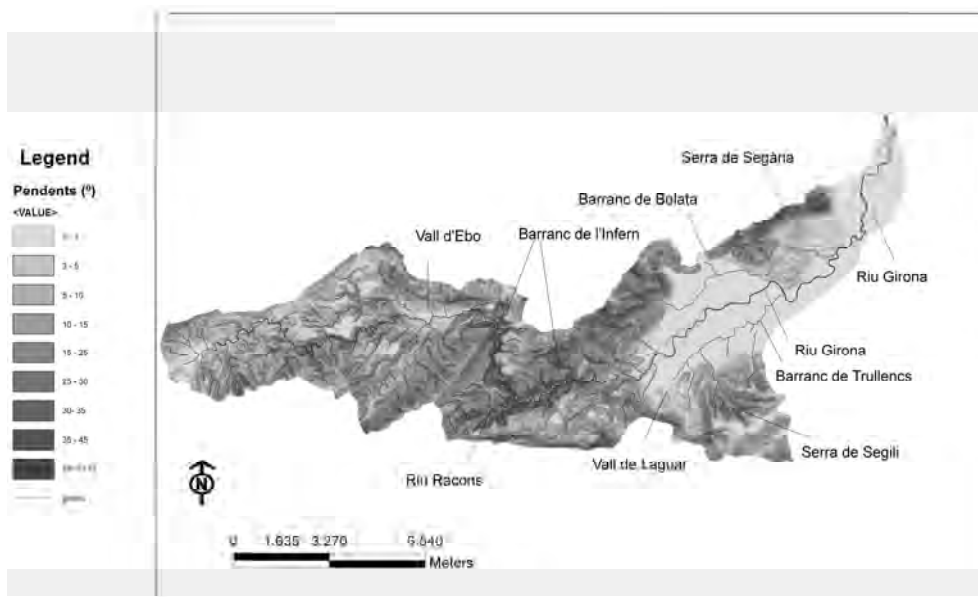 Legend
Pendents (º)
<VALUE>
3 - 5
5 - 10
10 - 15
15 - 25
25 - 30
30- 35
35 - 45
Serra de Segària
Barranc de Bolata
Vall d'Ebo
Barranc de l'Infern
Riu Girona
Riu Girona
Barranc de Trullencs
Serra de Segili
Vall de Laguar
Riu Racons
N
0 1.635 3.270 6.540
Meters